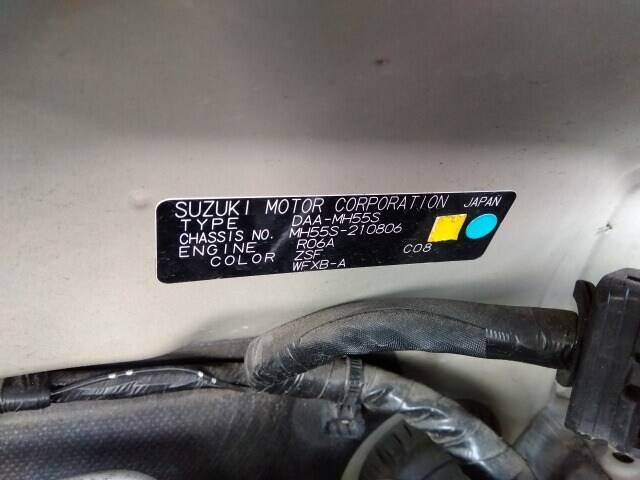 SUZUKI MOTOR CORPORATION JAPAN
TYPE DAA-MH55S
CHASSIS NO. MH55S-210806
ENGINE R06A C08
COLOR ZSF
WFXB-A